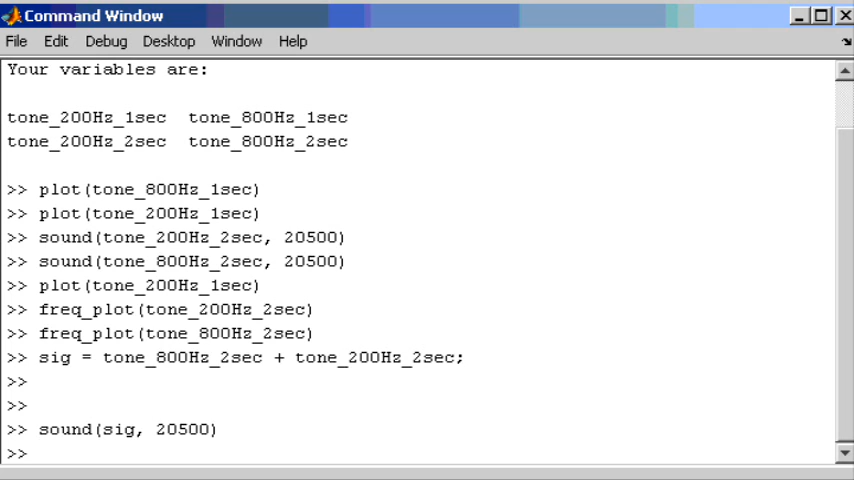 Command Window
File Edit Debug Desktop Window Help
Your variables are:
tone_200Hz_1sec tone_800Hz_1sec
tone_200Hz_2sec tone_800Hz_2sec
>> plot(tone_800Hz_1sec)
>> plot(tone_200Hz_1sec)
>> sound(tone_200Hz_2sec, 20500)
>> sound(tone_800Hz_2sec, 20500)
>> plot(tone_200Hz_1sec)
>> freq_plot(tone_200Hz_2sec)
>> freq_plot(tone_800Hz_2sec)
>> sig = tone_800Hz_2sec + tone_200Hz_2sec;
>>
>>
>> sound(sig, 20500)
>>